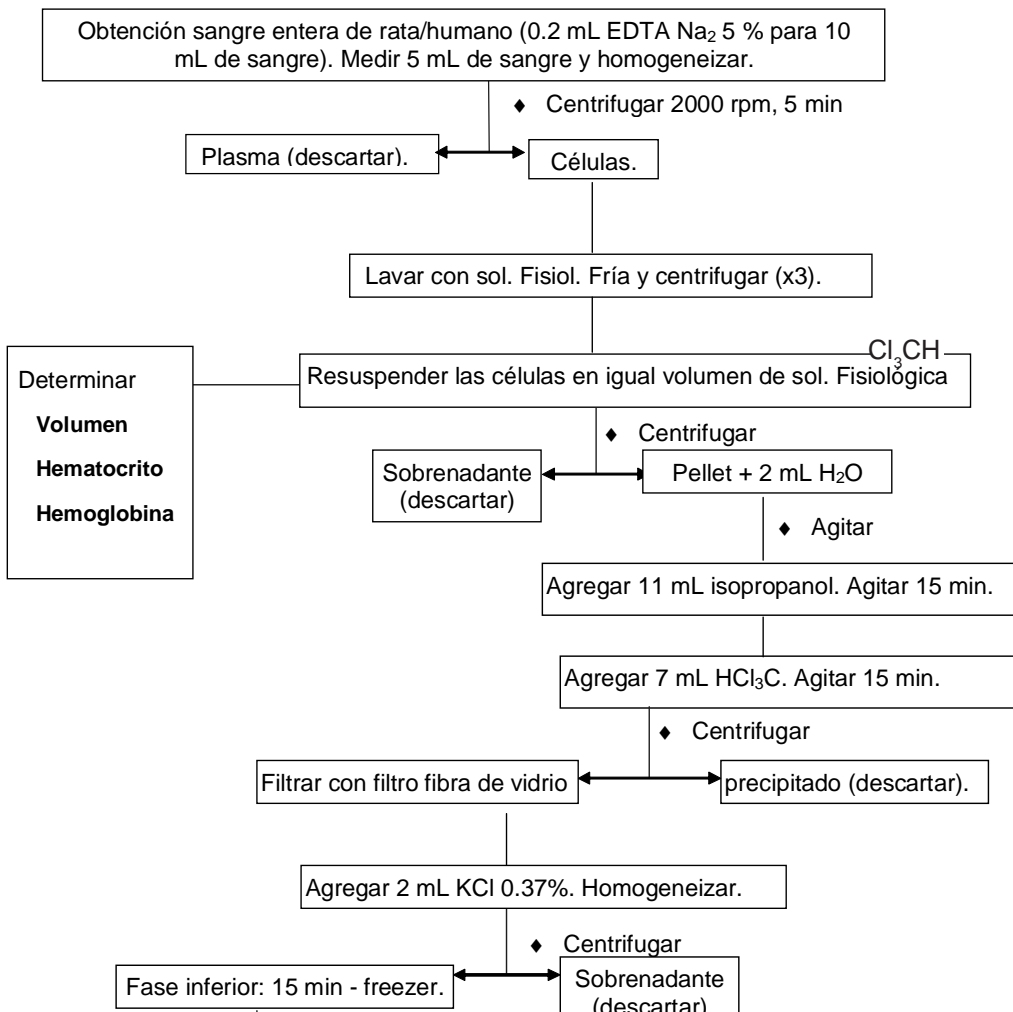 Obtención sangre entera de rata/humano (0.2 mL EDTA Na₂ 5 % para 10
mL de sangre). Medir 5 mL de sangre y homogeneizar.
♦ Centrifugar 2000 rpm, 5 min
Plasma (descartar).
Células.
Lavar con sol. Fisiol. Fría y centrifugar (x3).
Cl₃CH
Resuspender las células en igual volumen de sol. Fisiològica
Determinar
Volumen
Hematocrito
Hemoglobina
♦ Centrifugar
Sobrenadante
(descartar)
Pellet + 2 mL H₂O
♦ Agitar
Agregar 11 mL isopropanol. Agitar 15 min.
Agregar 7 mL HCl₃C. Agitar 15 min.
♦ Centrifugar
Filtrar con filtro fibra de vidrio
precipitado (descartar).
Agregar 2 mL KCl 0.37%. Homogeneizar.
♦ Centrifugar
Fase inferior: 15 min - freezer.
Sobrenadante
(descartar)